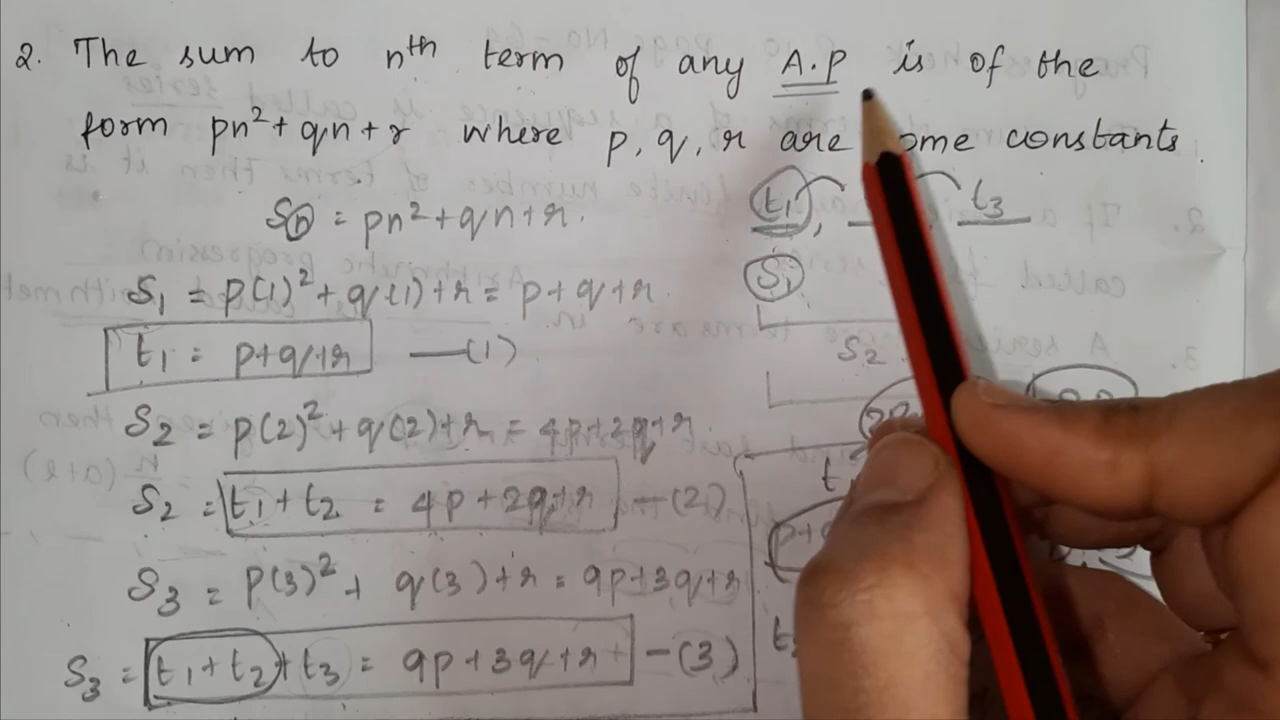 2. The sum to nth term of any A.P is of the
form pn²+qn+r where p, q, r are ome constants.
Sn = pn²+qn+r.
t1, t3
S1 = p(1)²+q(1)+r = p+q+r
S1
t1 = p+q+r —(1)
S2
S2 = p(2)²+q(2)+r = 4p+2q+r
S2 = t1+t2 = 4p+2q+r —(2)
S3 = p(3)²+ q(3)+r = 9p+3q+r
S3 = t1+t2+t3 = 9p+3q+r —(3)